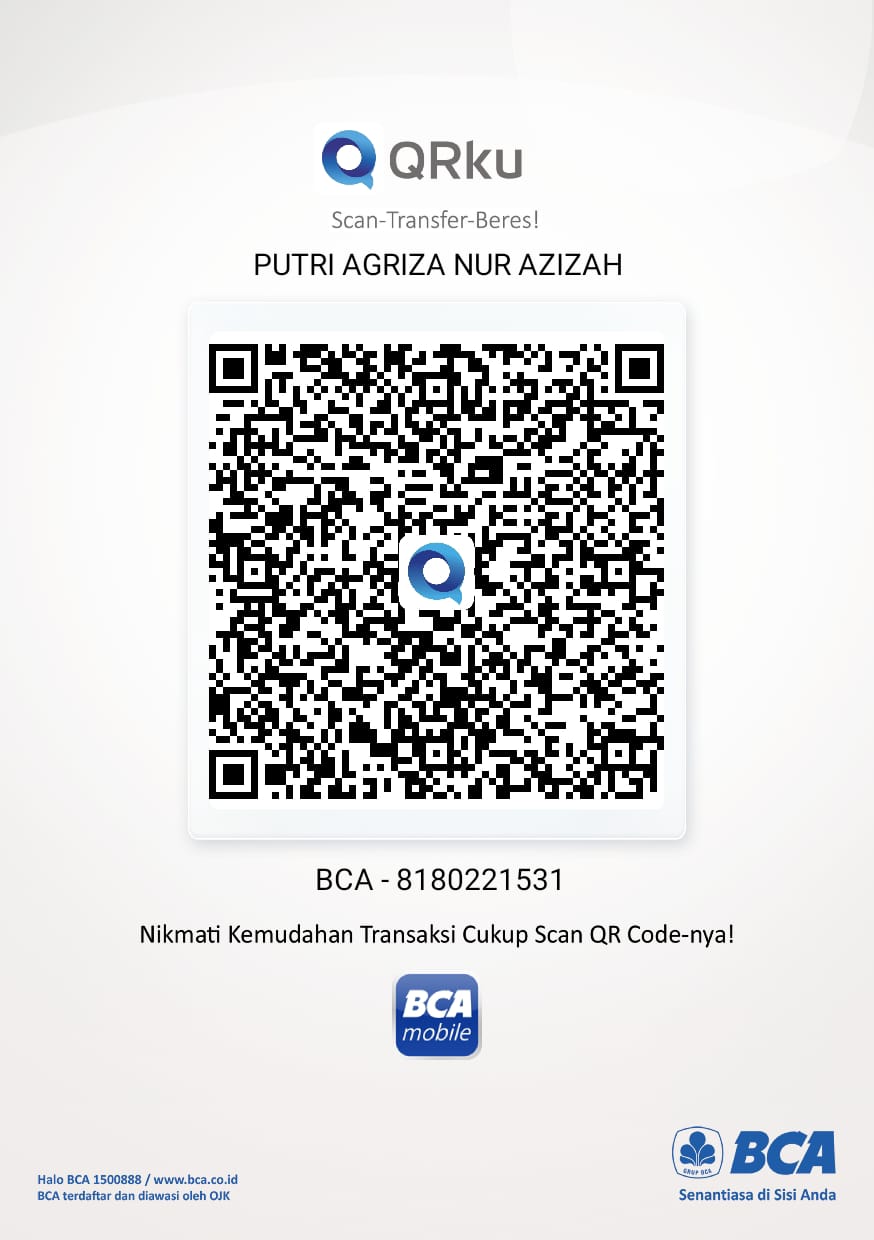 QRku
Scan-Transfer-Beres!
PUTRI AGRIZA NUR AZIZAH
BCA - 8180221531
Nikmati Kemudahan Transaksi Cukup Scan QR Code-nya!
BCA
mobile
GRUP BCA
BCA
Senantiasa di Sisi Anda
Halo BCA 1500888 / www.bca.co.id
BCA terdaftar dan diawasi oleh OJK